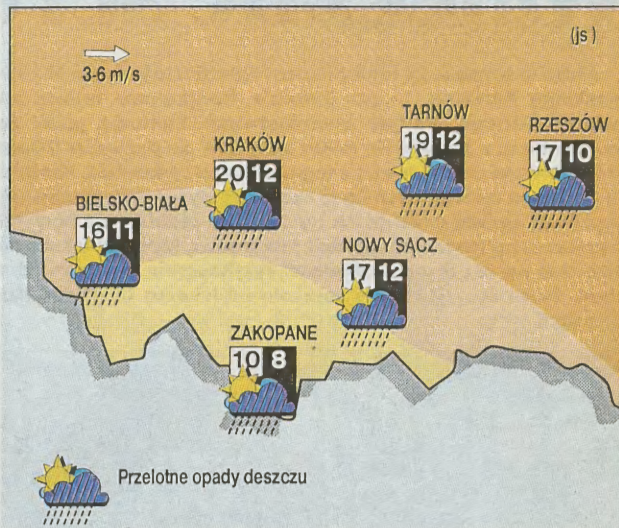 (js)
3-6 m/s
TARNÓW
19 12
RZESZÓW
17 10
KRAKÓW
20 12
BIELSKO-BIAŁA
16 11
NOWY SĄCZ
17 12
ZAKOPANE
10 8
Przelotne opady deszczu